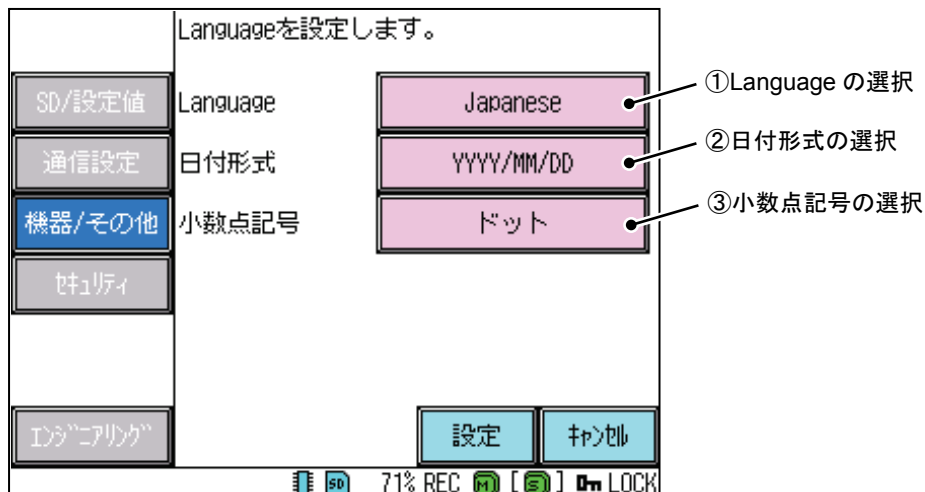 Languageを設定します。
SD/設定値
Language
Japanese
①Language の選択
通信設定
日付形式
YYYY/MM/DD
②日付形式の選択
機器/その他
小数点記号
ドット
③小数点記号の選択
ｾｷｭﾘﾃｨ
ｴﾝｼﾞﾆｱﾘﾝｸﾞ
設定
ｷｬﾝｾﾙ
SD 71% REC M [S] LOCK